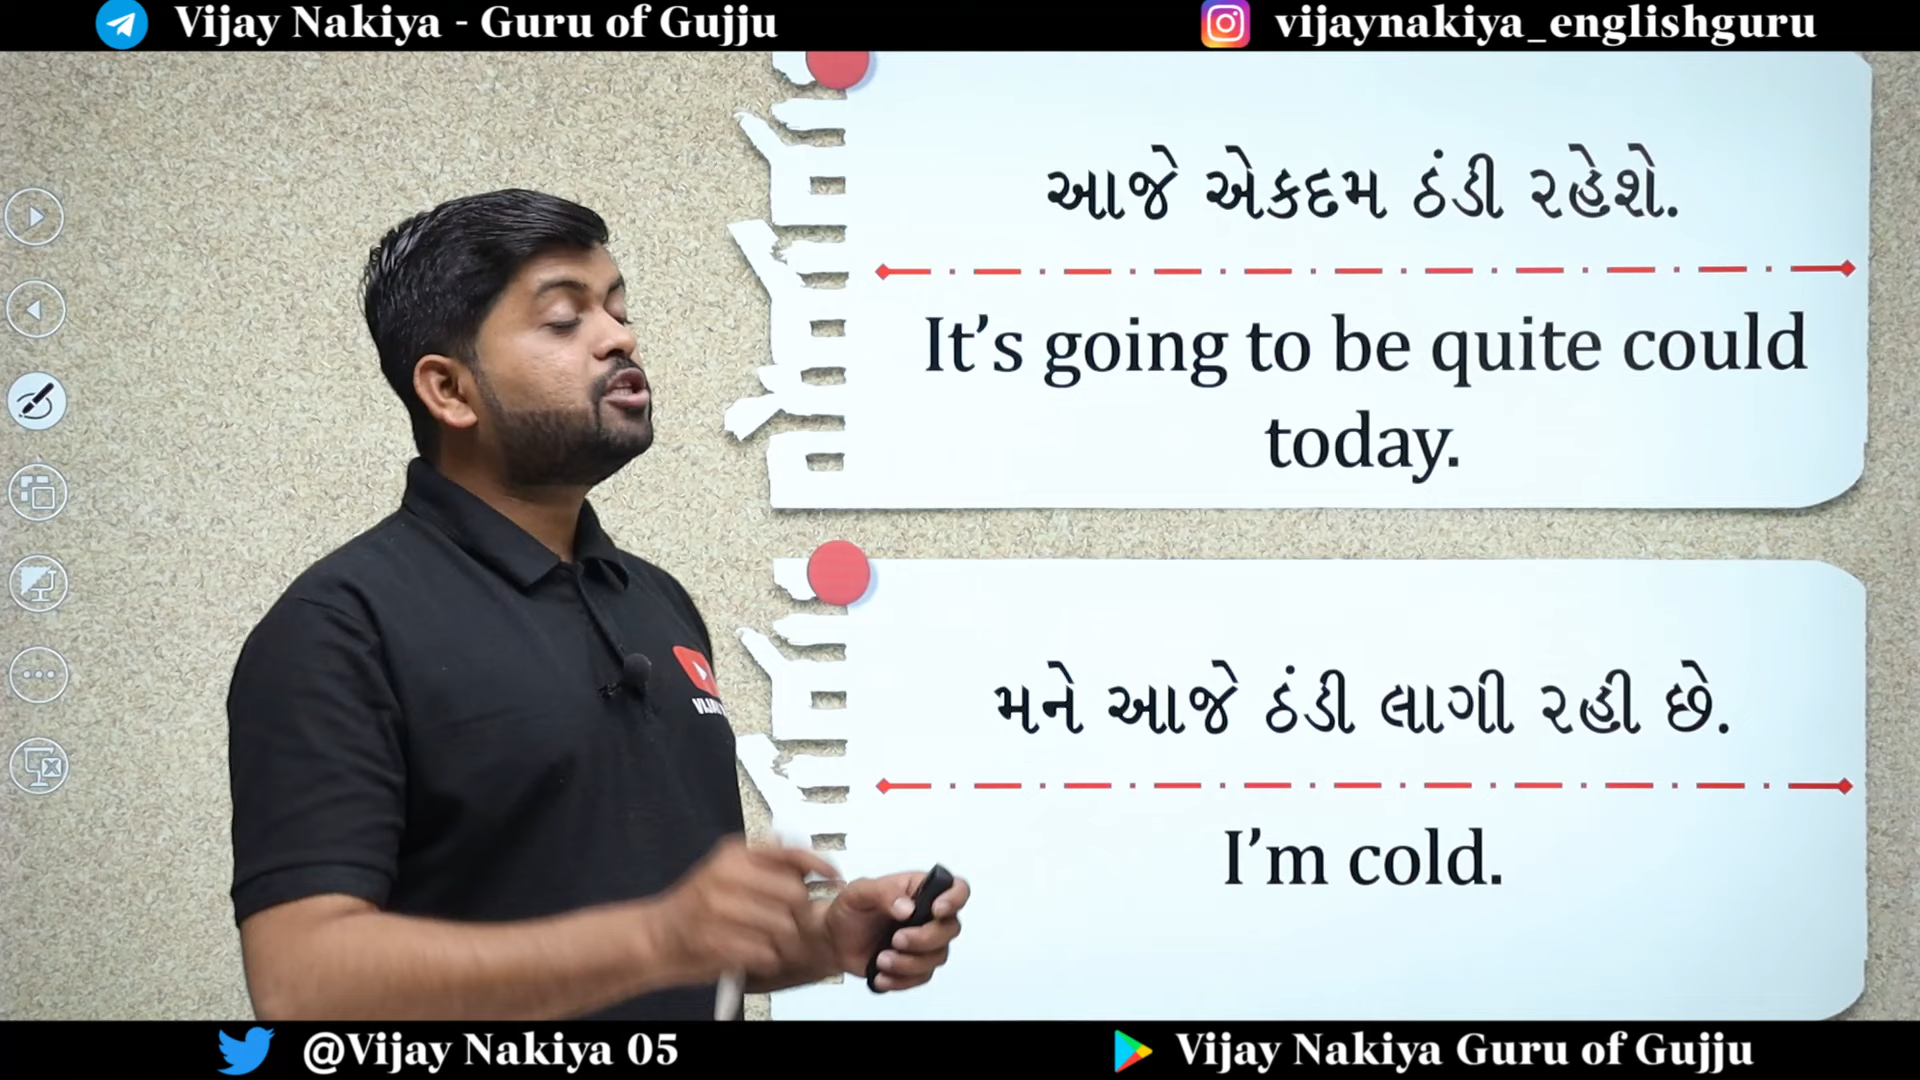 Vijay Nakiya - Guru of Gujju
vijaynakiya_englishguru
આજે એકદમ ઠંડી રહેશે.
It’s going to be quite could
today.
મને આજે ઠંડી લાગી રહી છે.
I’m cold.
@Vijay Nakiya 05
Vijay Nakiya Guru of Gujju